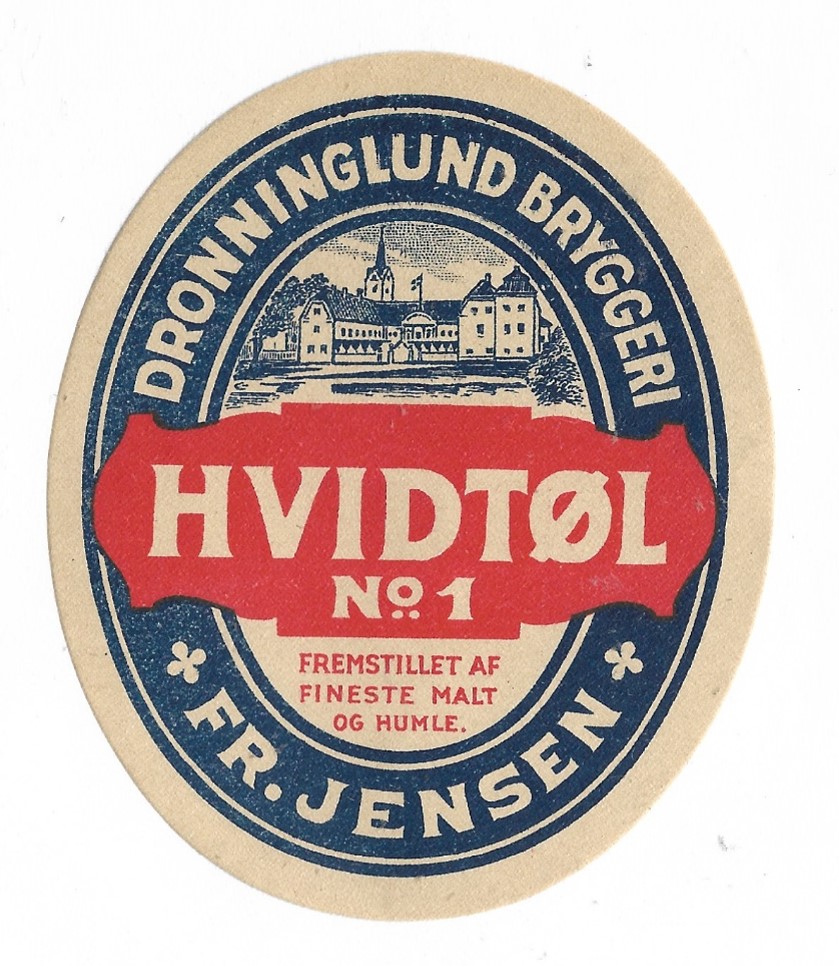 DRONNINGLUND BRYGGERI
HVIDTØL
No. 1
FREMSTILLET AF
FINESTE MALT
OG HUMLE.
FR. JENSEN